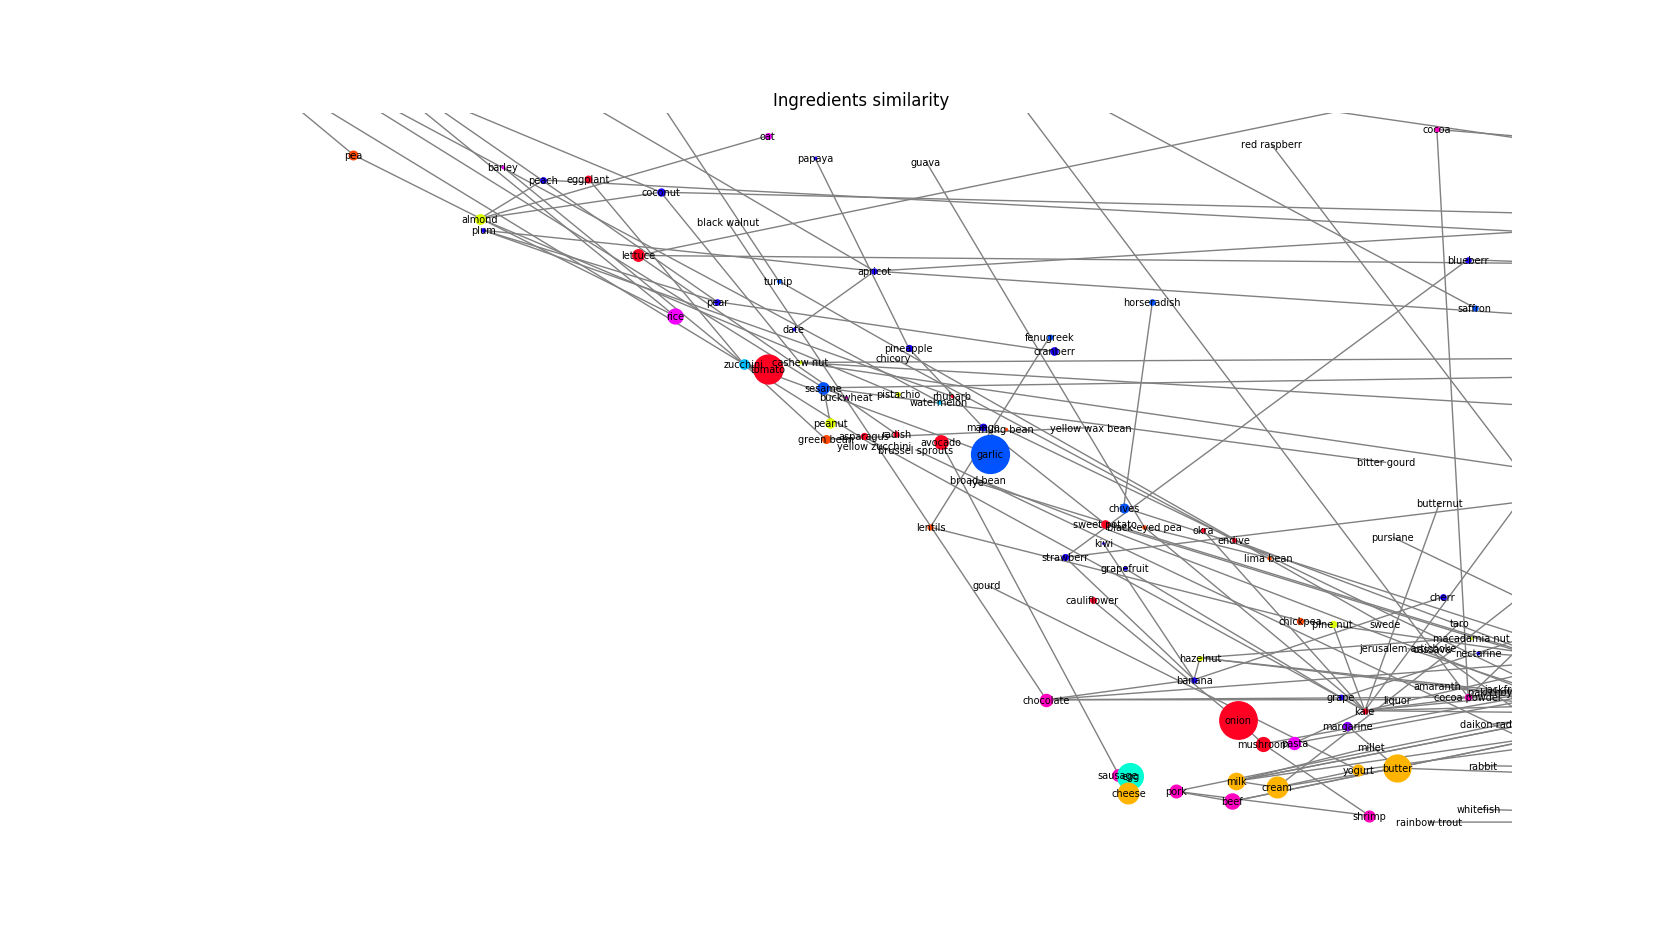 Ingredients similarity
cocoa
oat
red raspberr
pea
papaya
guava
barley
peach
eggplant
coconut
almond
black walnut
plum
lettuce
blueberr
apricot
turnip
pear
horseradish
saffron
rice
date
fenugreek
pineapple
cranberr
chicory
zucchini
cashew nut
tomato
sesame
buckwheat
pistachio
rhubarb
watermelon
peanut
mango
mung bean
yellow wax bean
green bean
asparagus
radish
avocado
yellow zucchini
brussel sprouts
garlic
bitter gourd
broad bean
rye
butternut
chives
lentils
sweet potato
black-eyed pea
okra
purslane
kiwi
endive
strawberr
lima bean
grapefruit
gourd
cherr
cauliflower
chickpea
pine nut
swede
taro
macadamia nut
jerusalem artichoke
nectarine
hazelnut
banana
amaranth
jackfr
chocolate
grape
liquor
cocoa powder
kale
onion
margarine
daikon rad
mushroom
pasta
millet
sausage
egg
yogurt
butter
rabbit
milk
cheese
pork
beef
cream
shrimp
whitefish
rainbow trout